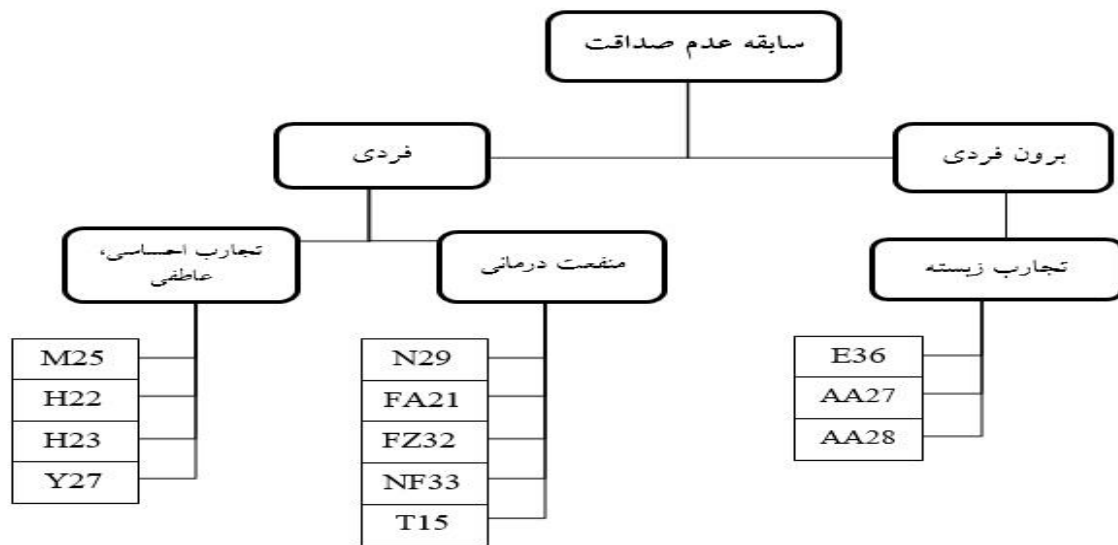 سابقه عدم صداقت
برون فردی
فردی
تجارب زیسته
منفعت درمانی
تجارب احساسی،
عاطفی
E36
AA27
AA28
N29
FA21
FZ32
NF33
T15
M25
H22
H23
Y27